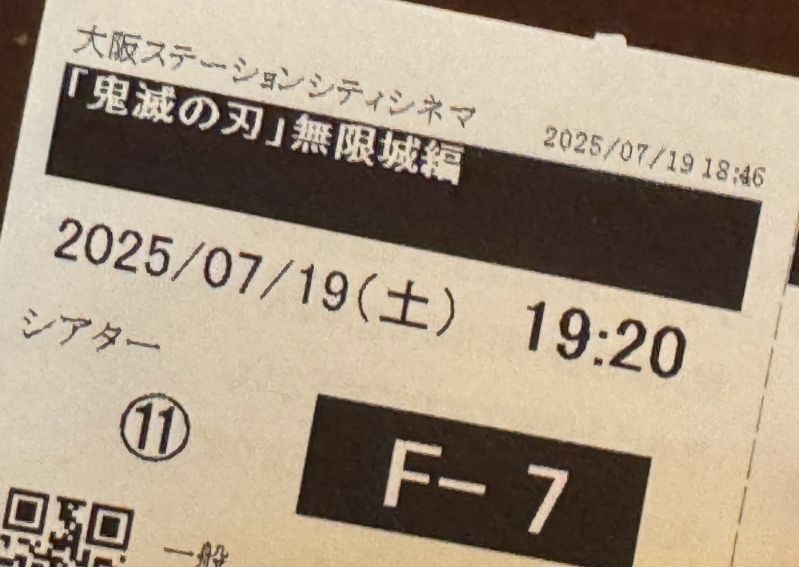 大阪ステーションシティシネマ
2025/07/19 18:46
「鬼滅の刃」無限城編
2025/07/19(土) 19:20
シアター
⑪ F- 7
一般